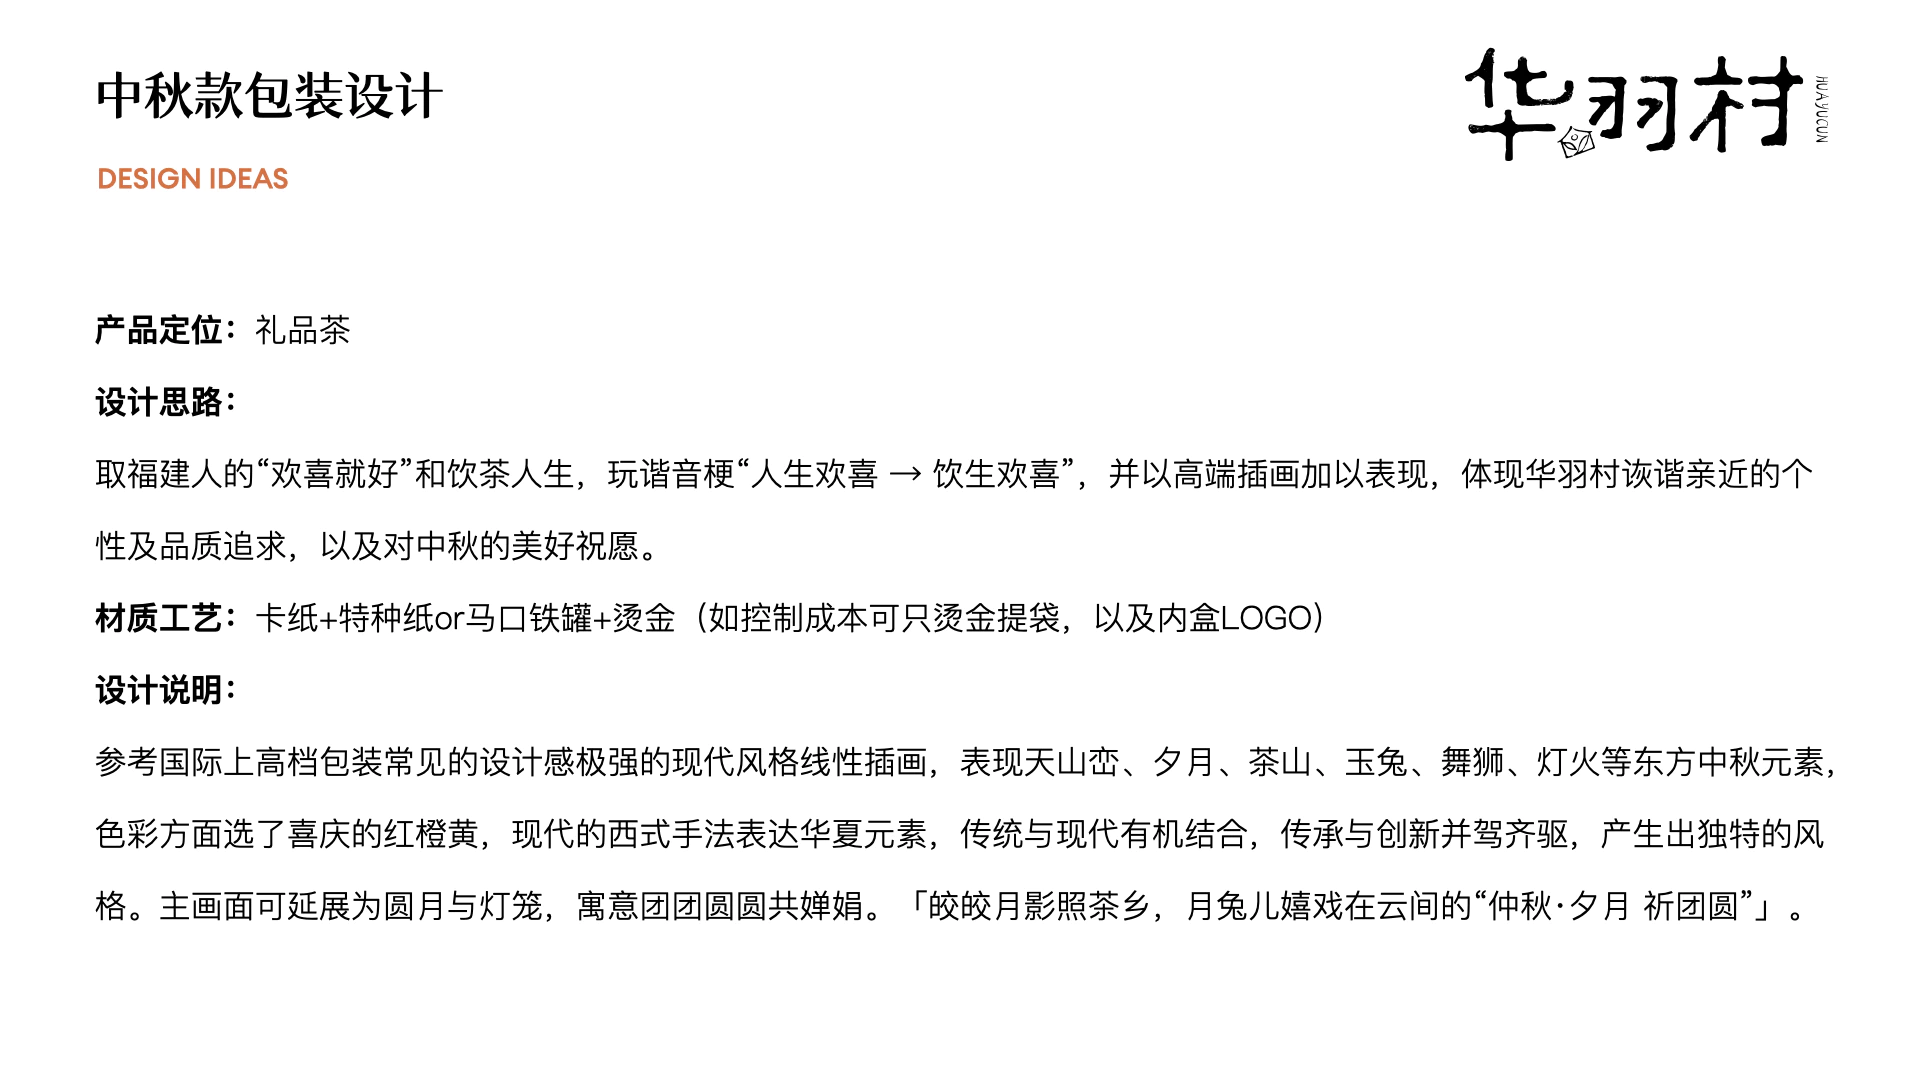 中秋款包装设计
华羽村
HUAYUCUN
DESIGN IDEAS
产品定位：礼品茶
设计思路：
取福建人的“欢喜就好”和饮茶人生，玩谐音梗“人生欢喜 → 饮生欢喜”，并以高端插画加以表现，体现华羽村诙谐亲近的个
性及品质追求，以及对中秋的美好祝愿。
材质工艺：卡纸+特种纸or马口铁罐+烫金（如控制成本可只烫金提袋，以及内盒LOGO）
设计说明：
参考国际上高档包装常见的设计感极强的现代风格线性插画，表现天山峦、夕月、茶山、玉兔、舞狮、灯火等东方中秋元素，
色彩方面选了喜庆的红橙黄，现代的西式手法表达华夏元素，传统与现代有机结合，传承与创新并驾齐驱，产生出独特的风
格。主画面可延展为圆月与灯笼，寓意团团圆圆共婵娟。「皎皎月影照茶乡，月兔儿嬉戏在云间的“仲秋·夕月 祈团圆”」。